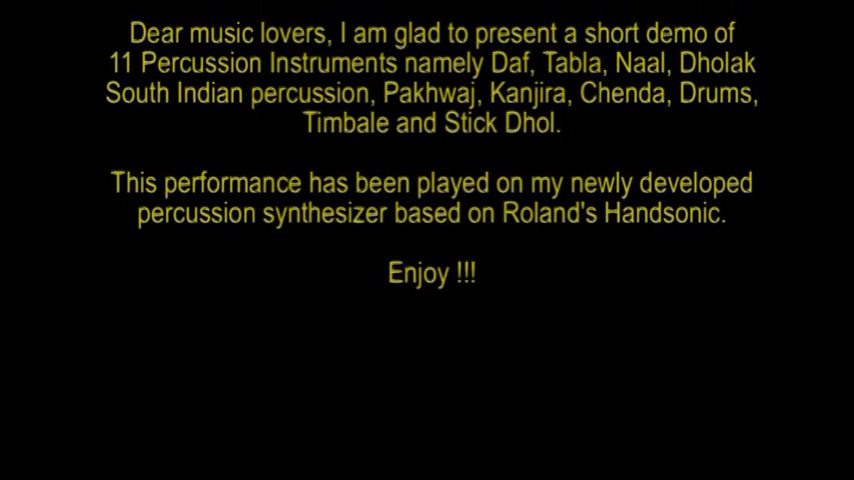 Dear music lovers, I am glad to present a short demo of
11 Percussion Instruments namely Daf, Tabla, Naal, Dholak
South Indian percussion, Pakhwaj, Kanjira, Chenda, Drums,
Timbale and Stick Dhol.
This performance has been played on my newly developed
percussion synthesizer based on Roland's Handsonic.
Enjoy !!!